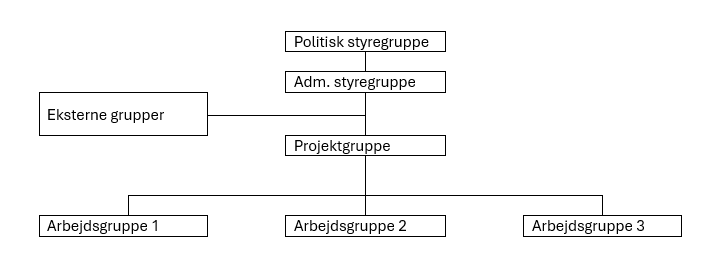 Politisk styregruppe
Adm. styregruppe
Eksterne grupper
Projektgruppe
Arbejdsgruppe 1
Arbejdsgruppe 2
Arbejdsgruppe 3